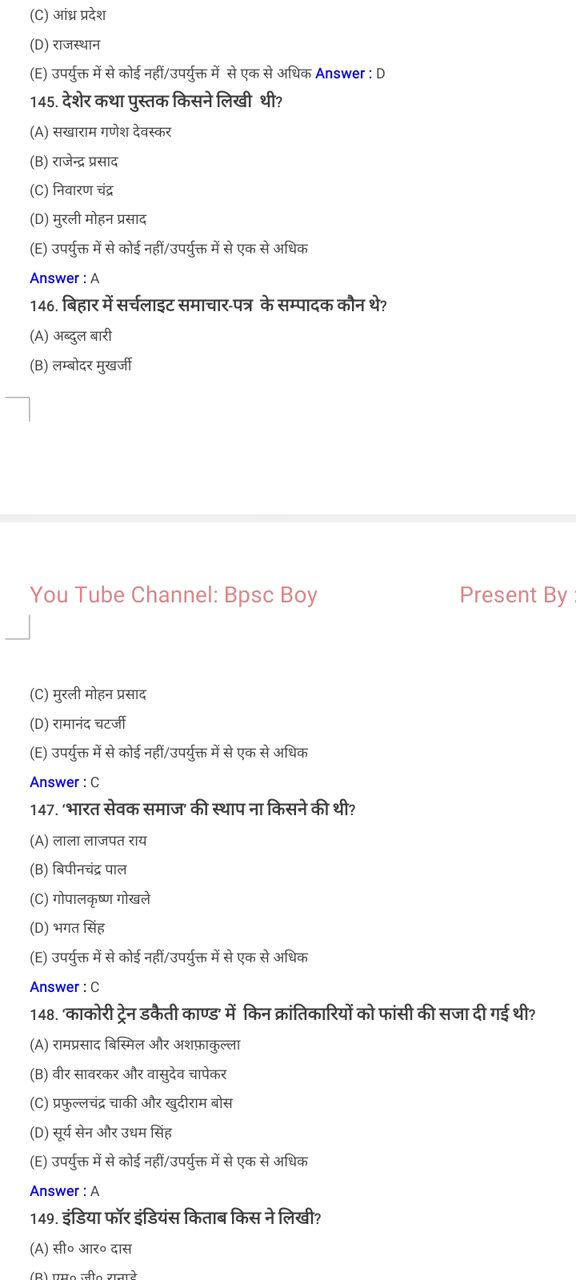 (C) आंध्र प्रदेश
(D) राजस्थान
(E) उपर्युक्त में से कोई नहीं/उपर्युक्त में से एक से अधिक Answer : D
145. देशेर कथा पुस्तक किसने लिखी थी?
(A) सखाराम गणेश देवस्कर
(B) राजेन्द्र प्रसाद
(C) निवारण चंद्र
(D) मुरली मोहन प्रसाद
(E) उपर्युक्त में से कोई नहीं/उपर्युक्त में से एक से अधिक
Answer : A
146. बिहार में सर्चलाइट समाचार-पत्र के सम्पादक कौन थे?
(A) अब्दुल बारी
(B) लम्बोदर मुखर्जी
You Tube Channel: Bpsc Boy Present By :
(C) मुरली मोहन प्रसाद
(D) रामानंद चटर्जी
(E) उपर्युक्त में से कोई नहीं/उपर्युक्त में से एक से अधिक
Answer : C
147. ‘भारत सेवक समाज’ की स्थाप ना किसने की थी?
(A) लाला लाजपत राय
(B) बिपीनचंद्र पाल
(C) गोपालकृष्ण गोखले
(D) भगत सिंह
(E) उपर्युक्त में से कोई नहीं/उपर्युक्त में से एक से अधिक
Answer : C
148. ‘काकोरी ट्रेन डकैती काण्ड’ में किन क्रांतिकारियों को फांसी की सजा दी गई थी?
(A) रामप्रसाद बिस्मिल और अशफ़ाकुल्ला
(B) वीर सावरकर और वासुदेव चापेकर
(C) प्रफुल्लचंद्र चाकी और खुदीराम बोस
(D) सूर्य सेन और उधम सिंह
(E) उपर्युक्त में से कोई नहीं/उपर्युक्त में से एक से अधिक
Answer : A
149. इंडिया फॉर इंडियंस किताब किस ने लिखी?
(A) सी० आर० दास
(B) एम० जी० रानाडे